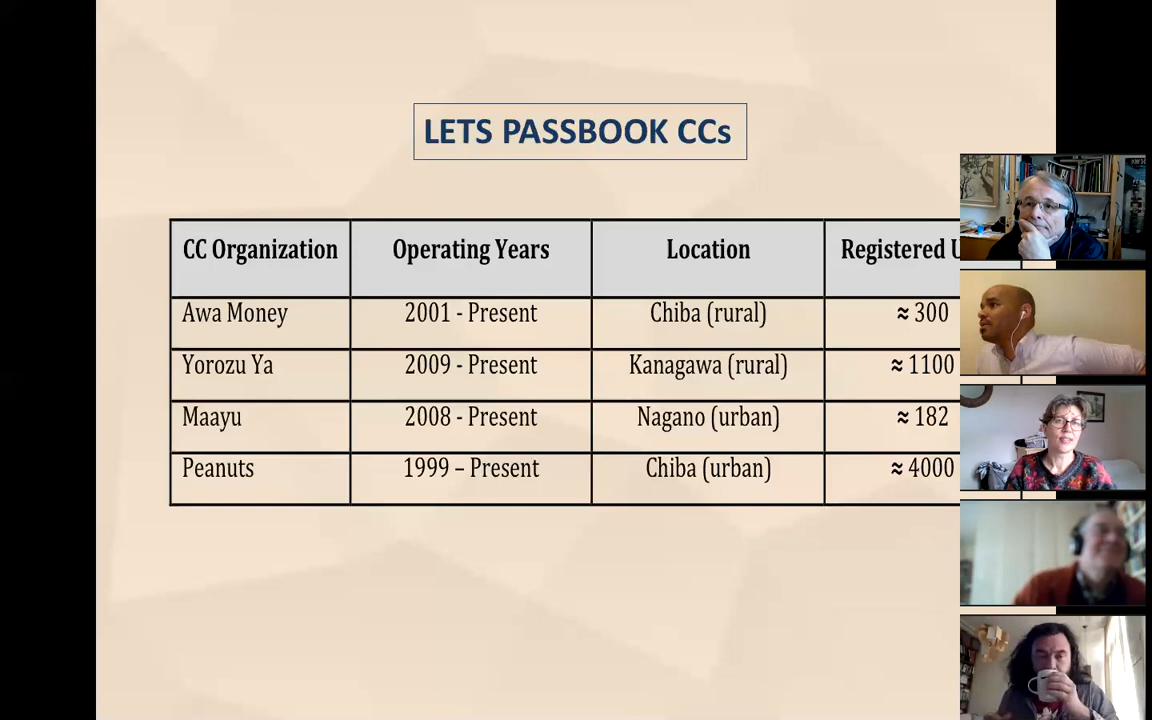 LETS PASSBOOK CCs
CC Organization Operating Years Location Registered
Awa Money 2001 - Present Chiba (rural) ≈ 300
Yorozu Ya 2009 - Present Kanagawa (rural) ≈ 1100
Maayu 2008 - Present Nagano (urban) ≈ 182
Peanuts 1999 – Present Chiba (urban) ≈ 4000